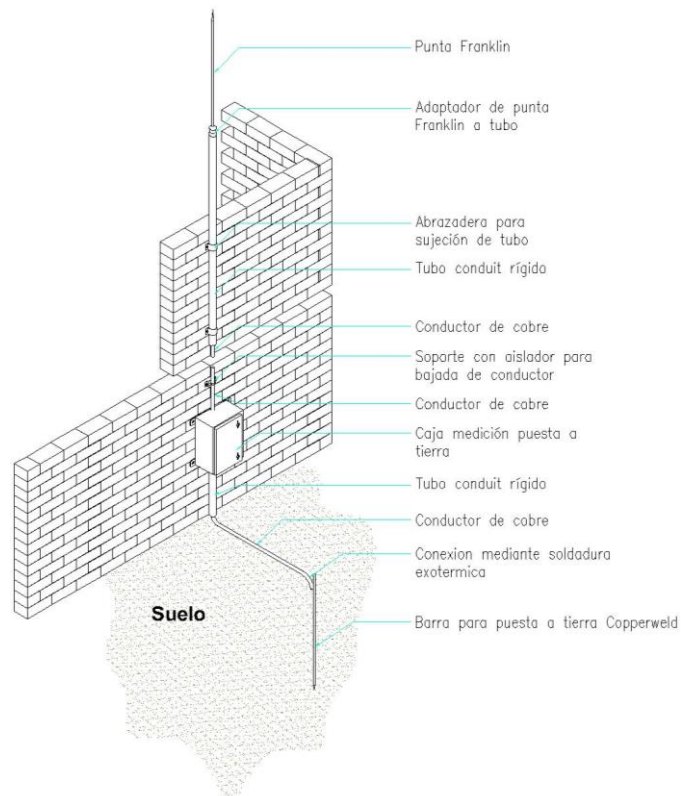 Punta Franklin
Adaptador de punta
Franklin a tubo
Abrazadera para
sujeción de tubo
Tubo conduit rígido
Conductor de cobre
Soporte con aislador para
bajada de conductor
Conductor de cobre
Caja medición puesta a
tierra
Tubo conduit rígido
Conductor de cobre
Conexion mediante soldadura
exotermica
Barra para puesta a tierra Copperweld
Suelo